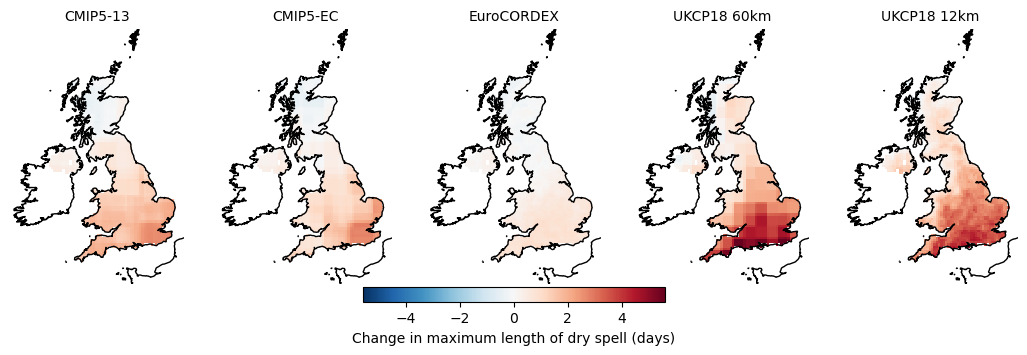 CMIP5-13 CMIP5-EC EuroCORDEX UKCP18 60km UKCP18 12km
−4 −2 0 2 4
Change in maximum length of dry spell (days)